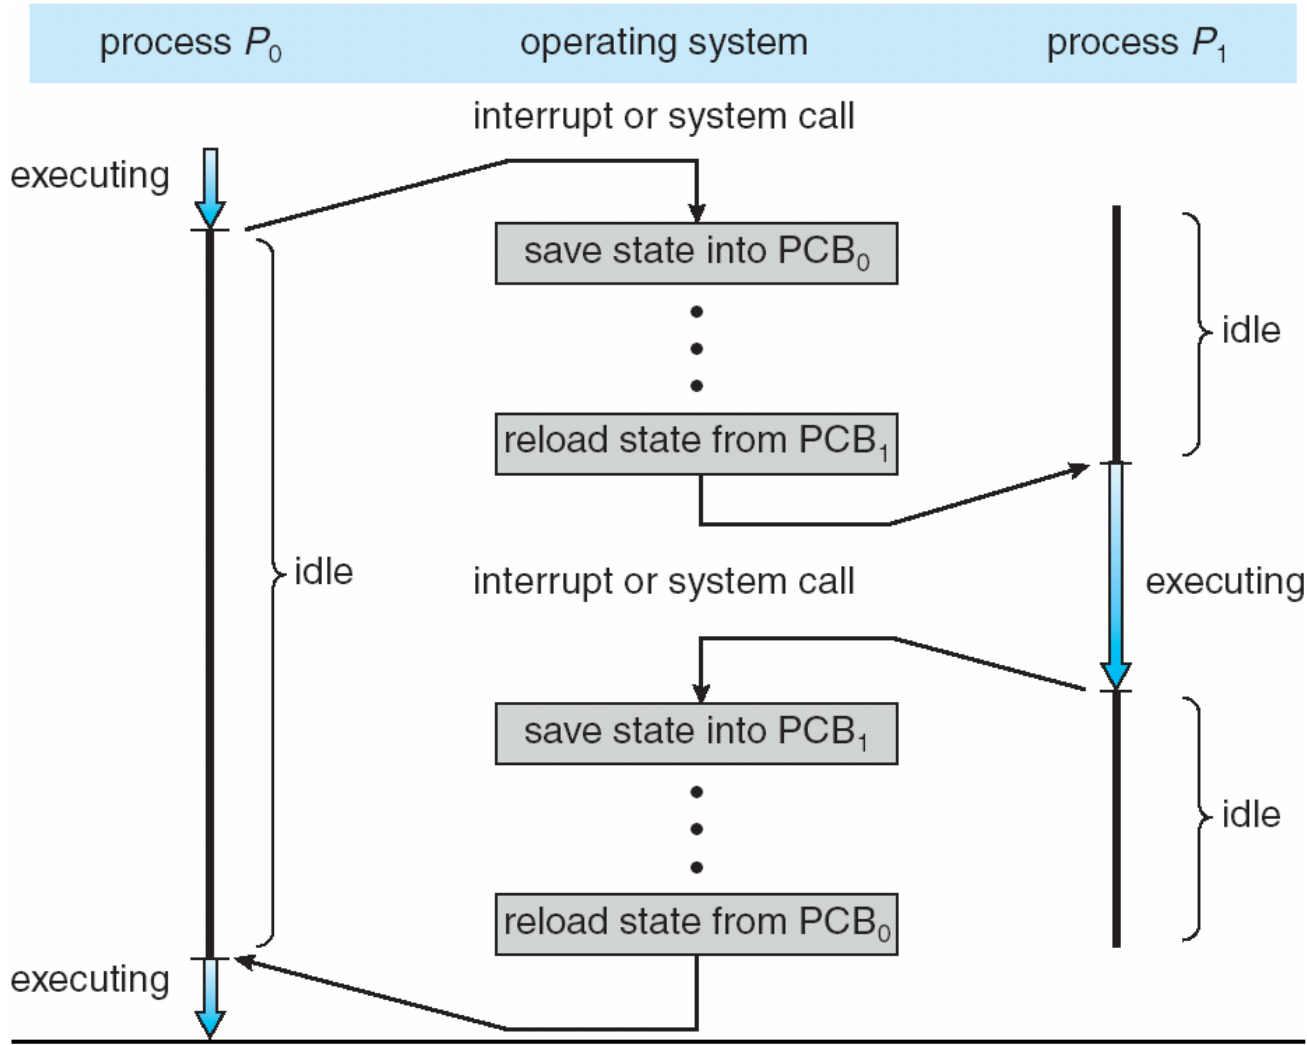 process P₀
operating system
process P₁
interrupt or system call
executing
save state into PCB₀
idle
reload state from PCB₁
idle
interrupt or system call
executing
save state into PCB₁
idle
reload state from PCB₀
executing